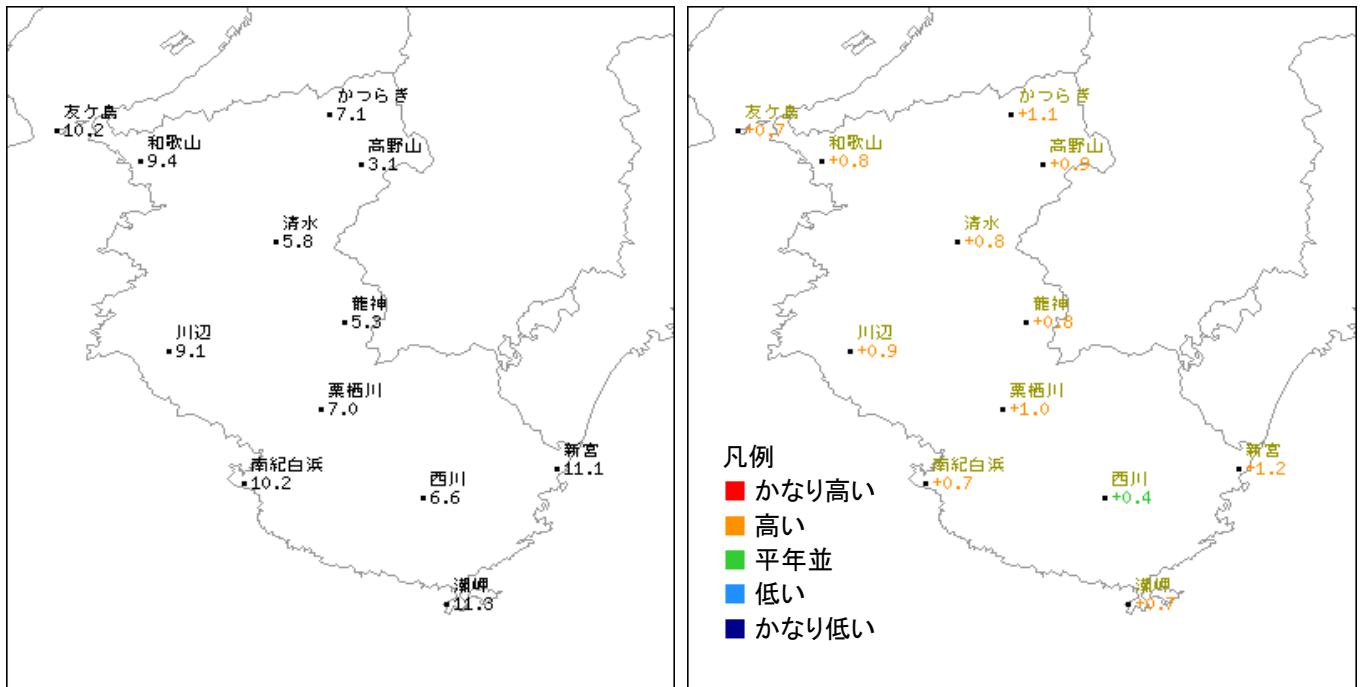 友ケ島
10.2
和歌山
9.4
かつらぎ
7.1
高野山
3.1
清水
5.8
龍神
5.3
川辺
9.1
栗栖川
7.0
新宮
11.1
南紀白浜
10.2
西川
6.6
潮岬
11.3
友ケ島
+0.7
和歌山
+0.8
かつらぎ
+1.1
高野山
+0.9
清水
+0.8
龍神
+0.8
川辺
+0.9
栗栖川
+1.0
新宮
+1.2
南紀白浜
+0.7
西川
+0.4
潮岬
+0.7
凡例
かなり高い
高い
平年並
低い
かなり低い